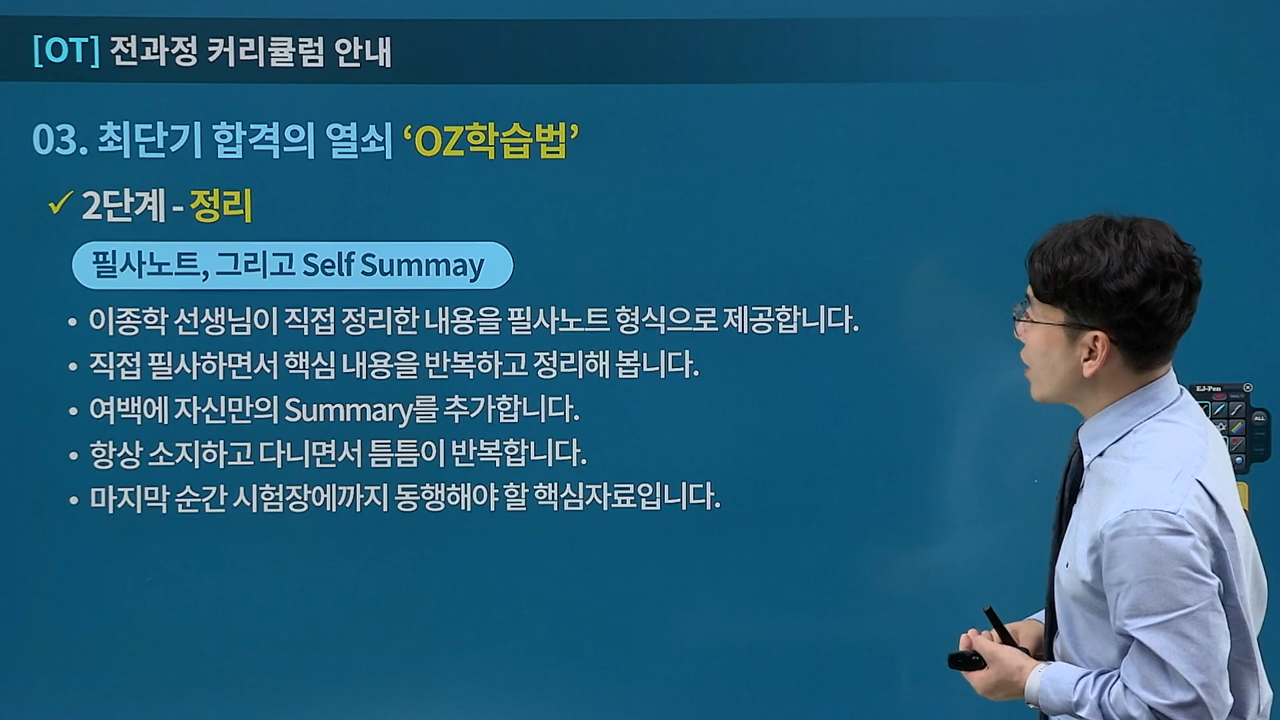 [OT] 전과정 커리큘럼 안내
03. 최단기 합격의 열쇠 ‘OZ학습법’
✓ 2단계 - 정리
필사노트, 그리고 Self Summay
• 이종학 선생님이 직접 정리한 내용을 필사노트 형식으로 제공합니다.
• 직접 필사하면서 핵심 내용을 반복하고 정리해 봅니다.
• 여백에 자신만의 Summary를 추가합니다.
• 항상 소지하고 다니면서 틈틈이 반복합니다.
• 마지막 순간 시험장에까지 동행해야 할 핵심자료입니다.
EJ-Pen
ALL